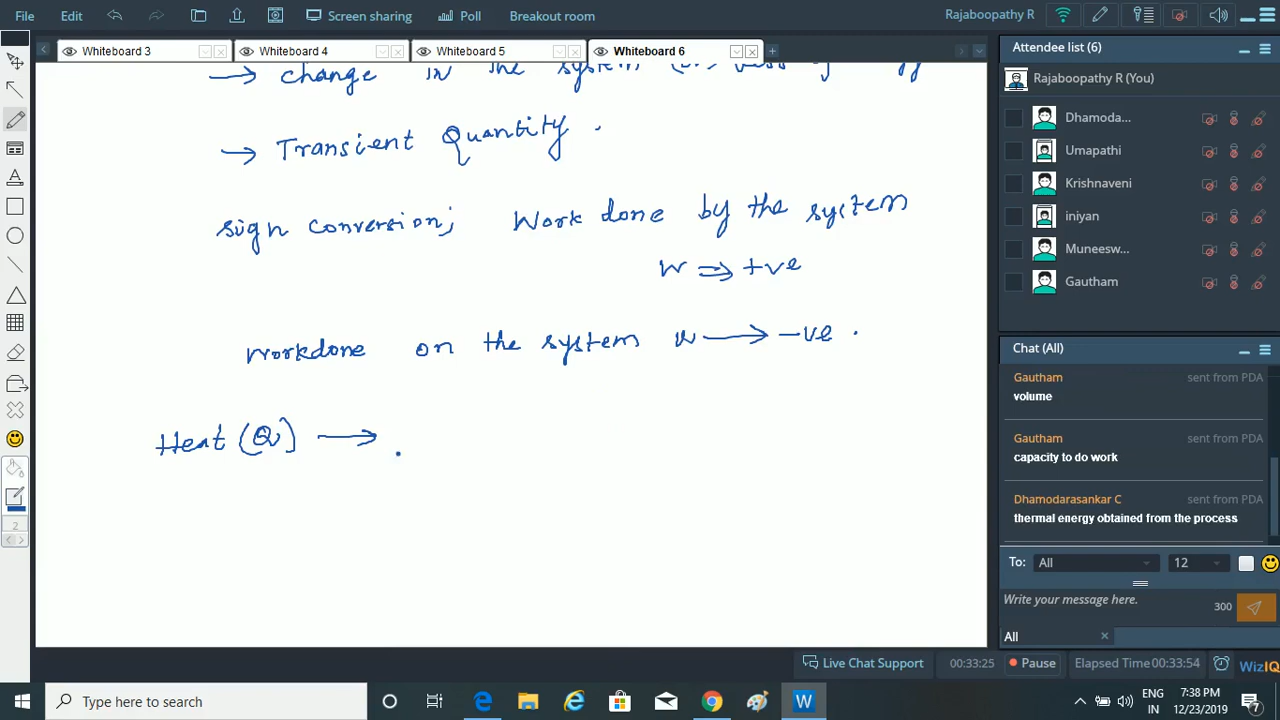 File Edit Screen sharing Poll Breakout room Rajaboopathy R
Whiteboard 3 Whiteboard 4 Whiteboard 5 Whiteboard 6
→ change in the system
→ Transient Quantity.
sign conversion; Work done by the system
W ⇒ +ve
Workdone on the system W → -ve.
Heat (Q) →
Attendee list (6)
Rajaboopathy R (You)
Dhamoda...
Umapathi
Krishnaveni
iniyan
Muneesw...
Gautham
Chat (All)
Gautham sent from PDA
volume
Gautham sent from PDA
capacity to do work
Dhamodarasankar C sent from PDA
thermal energy obtained from the process
To: All 12
Write your message here. 300
All
2
Live Chat Support 00:33:25 Pause Elapsed Time 00:33:54 WizIQ
Type here to search
ENG 7:38 PM
IN 12/23/2019 7